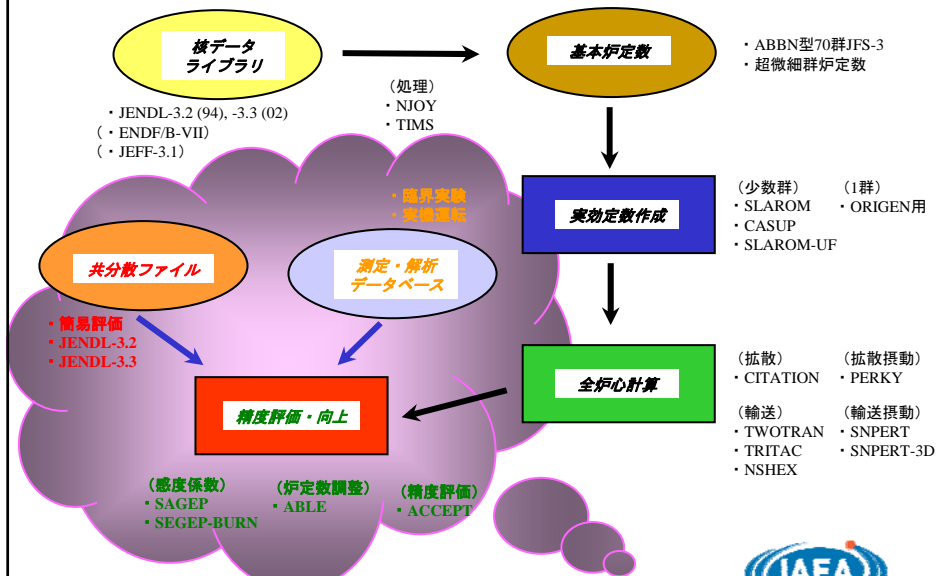 核データ
ライブラリ
基本炉定数
・ABBN型70群JFS-3
・超微細群炉定数
(処理)
・NJOY
・TIMS
・JENDL-3.2 (94), -3.3 (02)
(・ENDF/B-VII)
(・JEFF-3.1)
・臨界実験
・実機運転
実効定数作成
(少数群)
・SLAROM
・CASUP
・SLAROM-UF
(1群)
・ORIGEN用
共分散ファイル
測定・解析
データベース
・簡易評価
・JENDL-3.2
・JENDL-3.3
全炉心計算
(拡散)
・CITATION
(拡散摂動)
・PERKY
(輸送)
・TWOTRAN
・TRITAC
・NSHEX
(輸送摂動)
・SNPERT
・SNPERT-3D
精度評価・向上
(感度係数)
・SAGEP
・SEGEP-BURN
(炉定数調整)
・ABLE
(精度評価)
・ACCEPT
JAEA